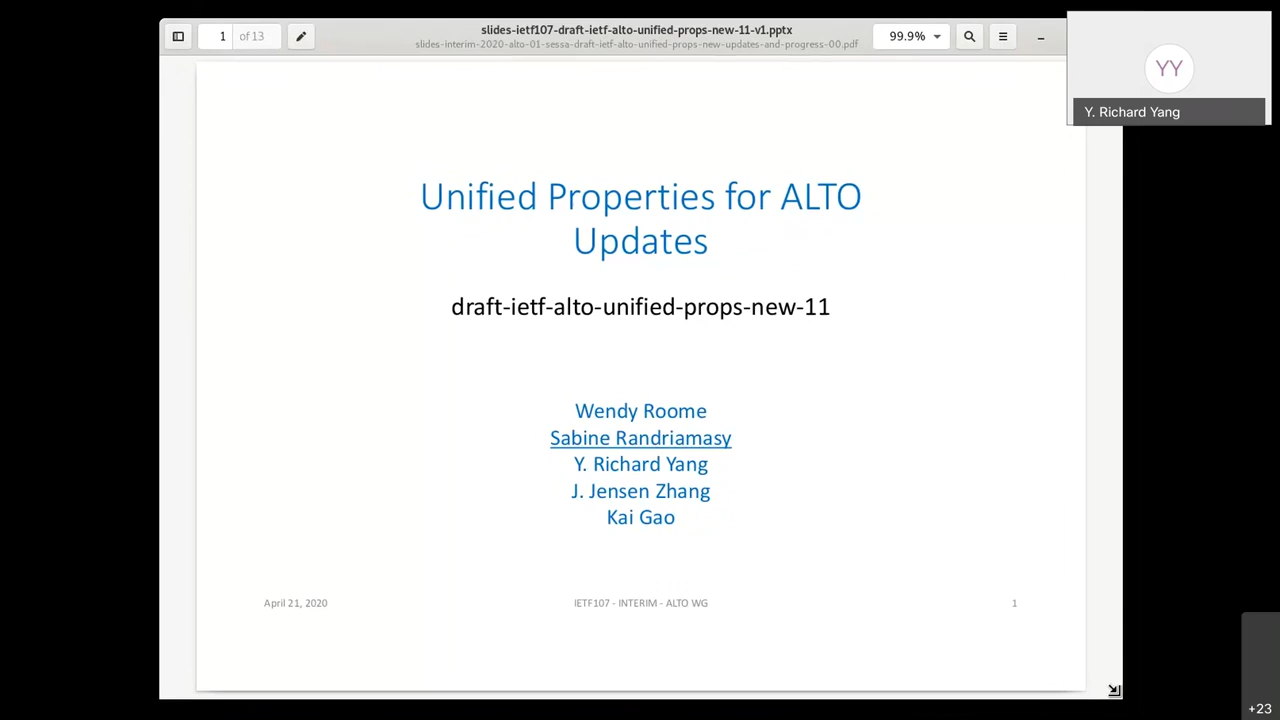 slides-ietf107-draft-ietf-alto-unified-props-new-11-v1.pptx
slides-interim-2020-alto-01-sessa-draft-ietf-alto-unified-props-new-updates-and-progress-00.pdf
1 of 13
99.9%
YY
Y. Richard Yang
Unified Properties for ALTO
Updates
draft-ietf-alto-unified-props-new-11
Wendy Roome
Sabine Randriamasy
Y. Richard Yang
J. Jensen Zhang
Kai Gao
April 21, 2020
IETF107 - INTERIM - ALTO WG
1
+23